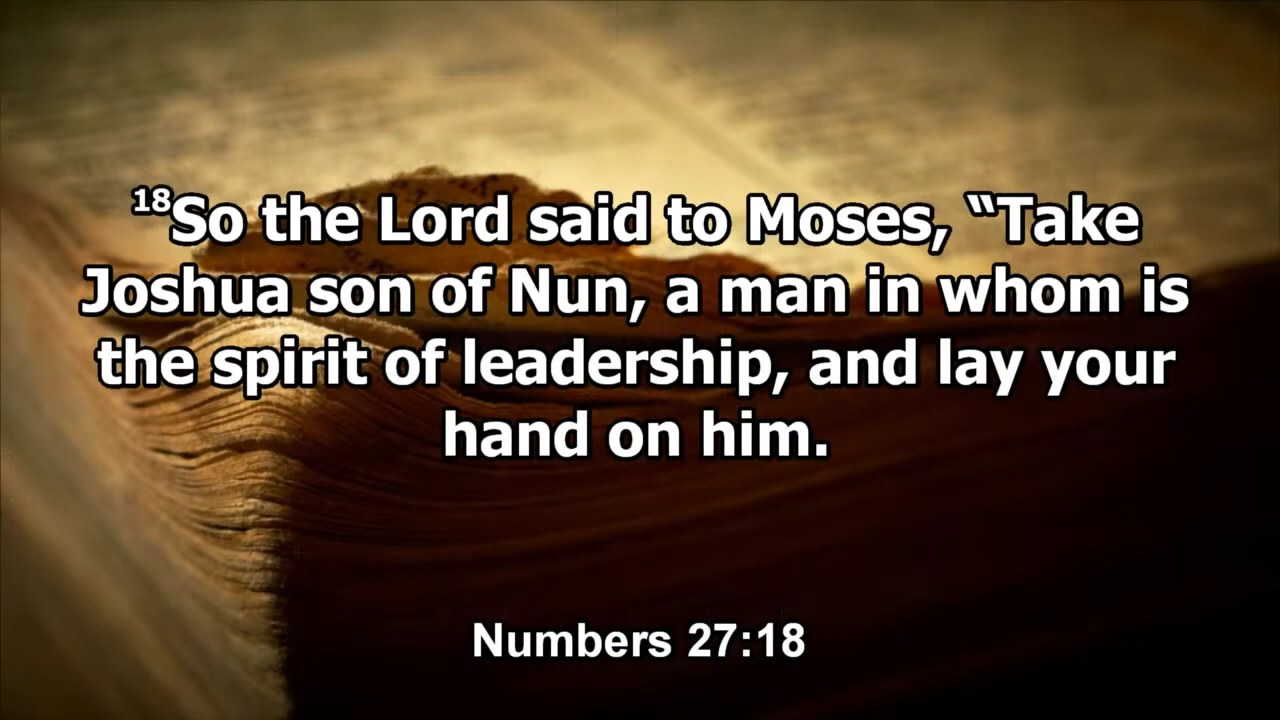 18So the Lord said to Moses, “Take
Joshua son of Nun, a man in whom is
the spirit of leadership, and lay your
hand on him.
Numbers 27:18